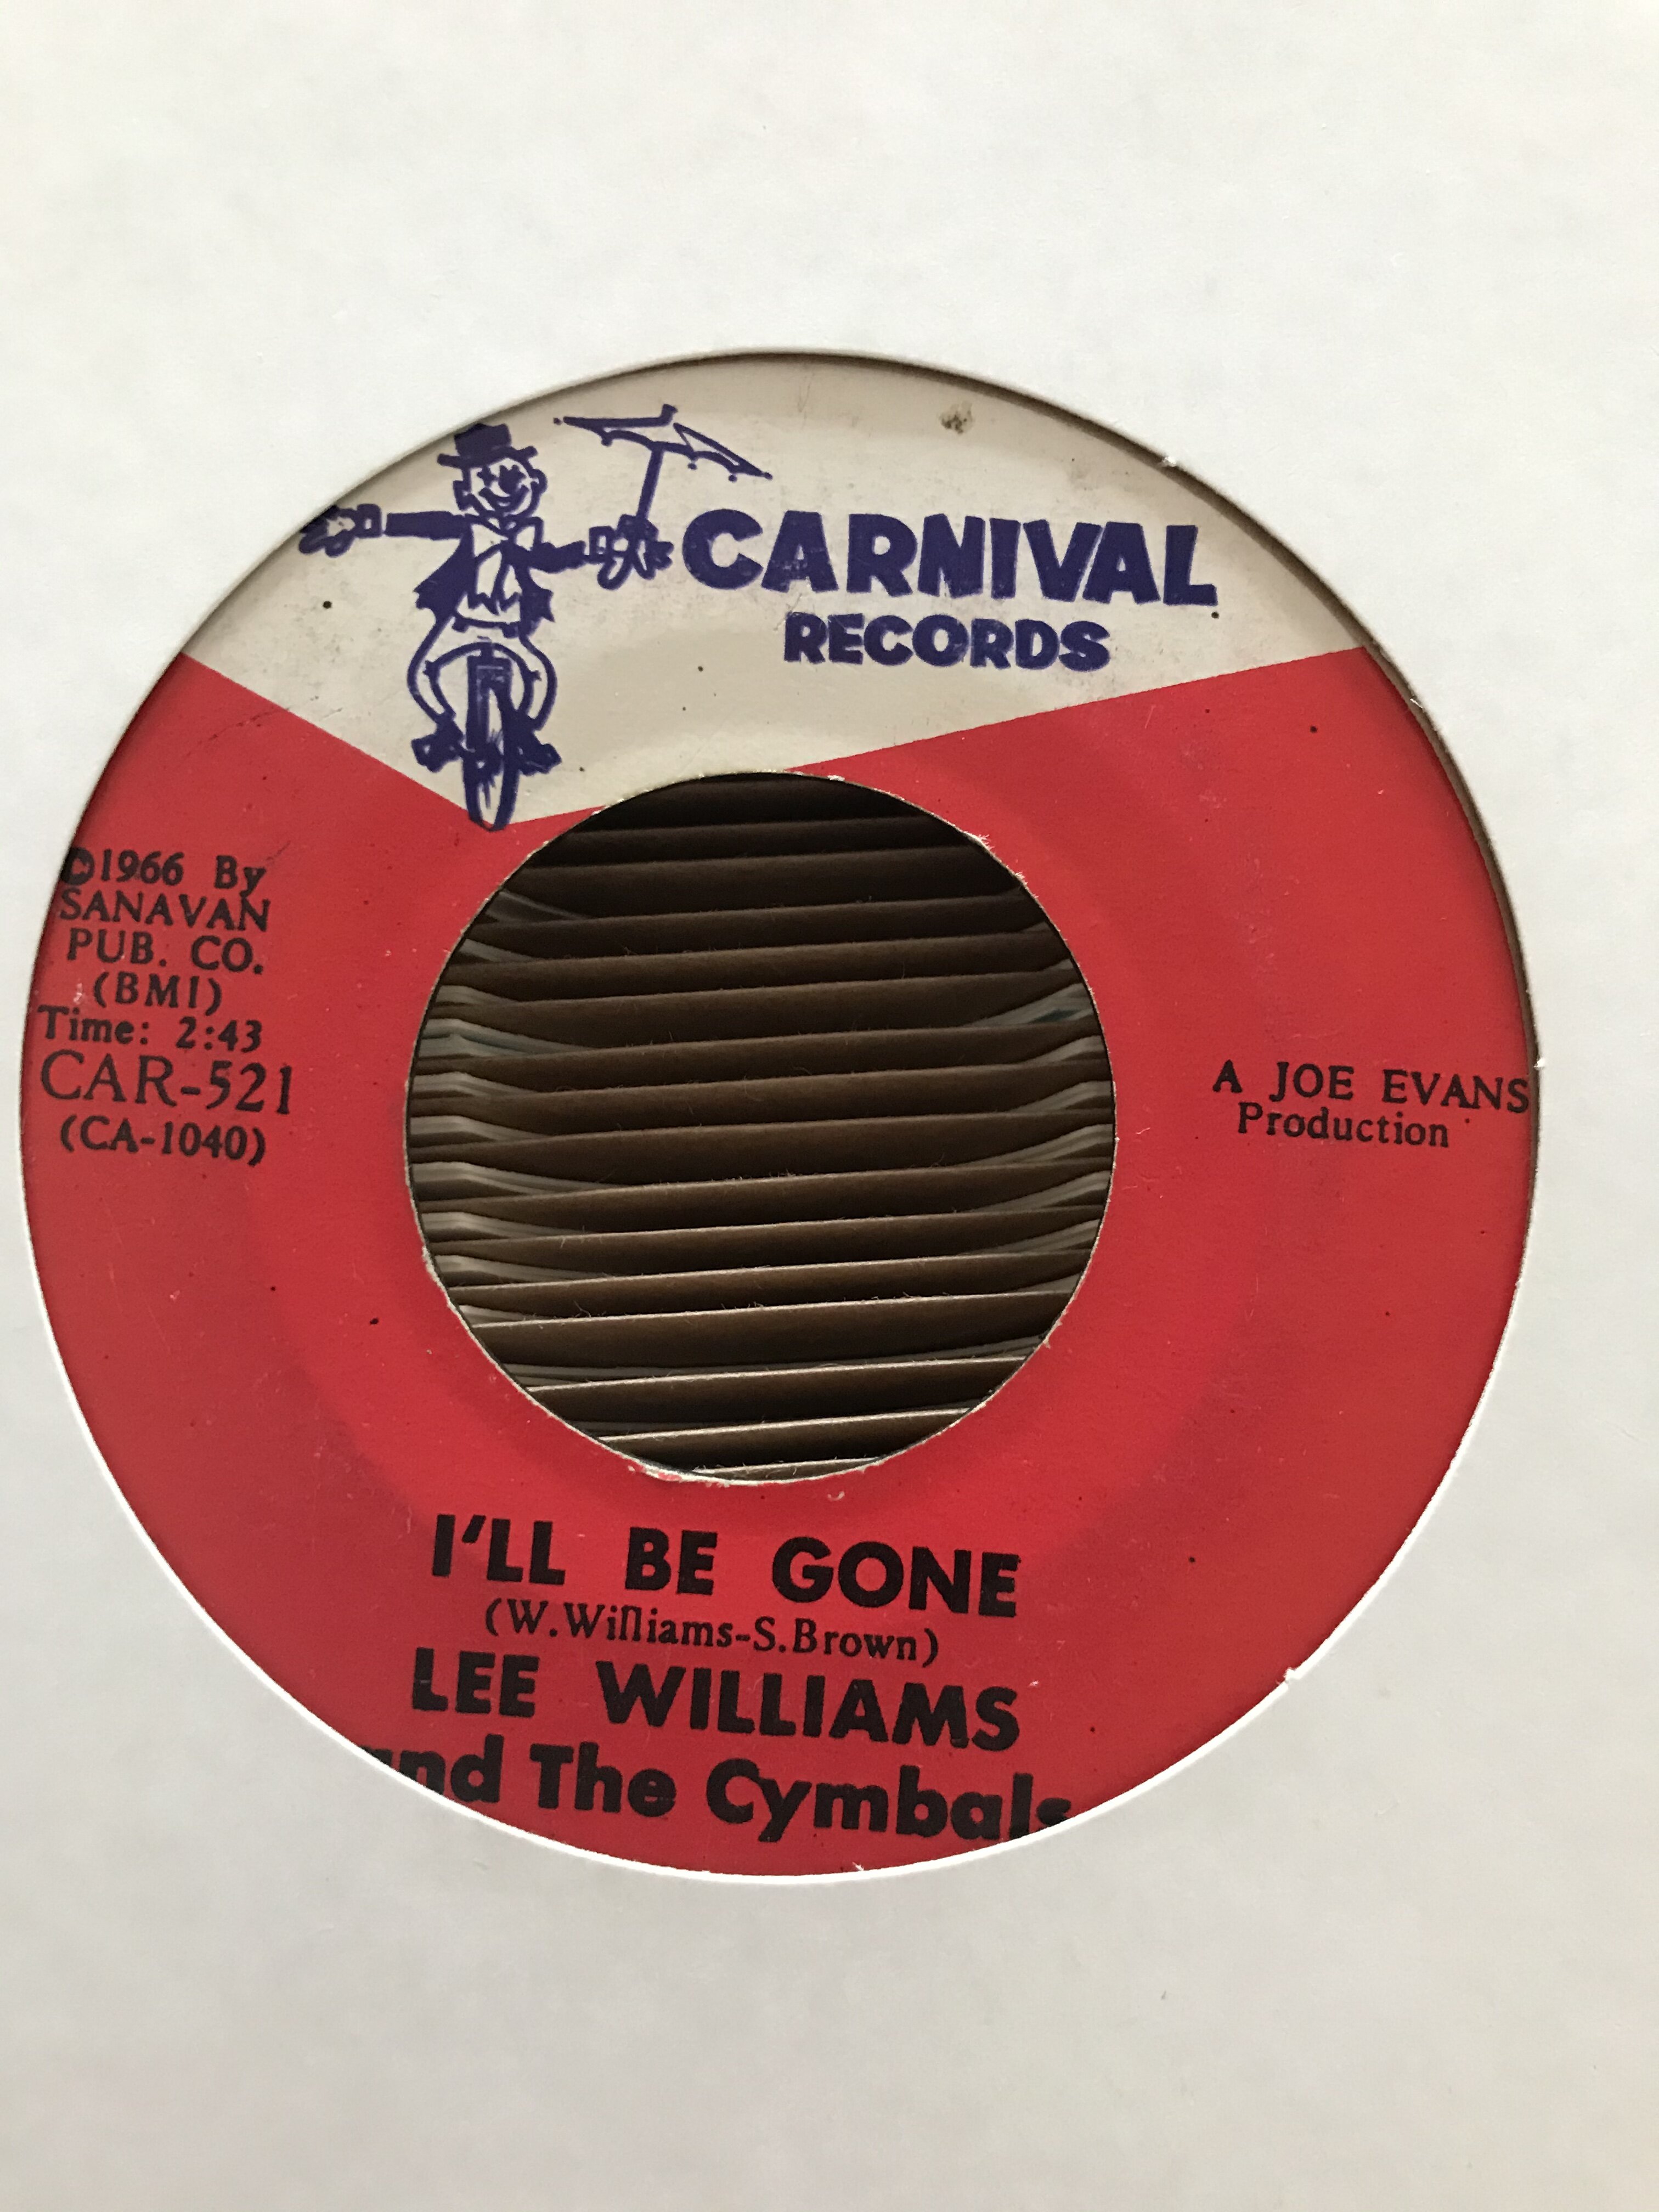 CARNIVAL
RECORDS
©1966 By
SANAVAN
PUB. CO.
(BMI)
Time: 2:43
CAR-521
(CA-1040)
A JOE EVANS
Production
I'LL BE GONE
(W.Williams-S.Brown)
LEE WILLIAMS
and The Cymbals